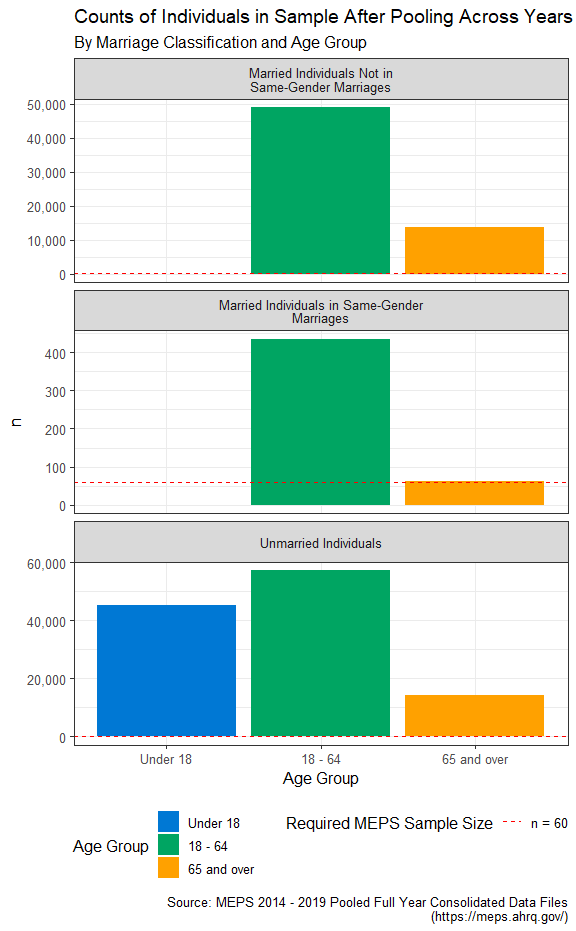 Counts of Individuals in Sample After Pooling Across Years
By Marriage Classification and Age Group
Married Individuals Not in
Same-Gender Marriages
50,000
40,000
30,000
20,000
10,000
0
Married Individuals in Same-Gender
Marriages
400
300
200
100
0
n
Unmarried Individuals
60,000
40,000
20,000
0
Under 18
18 - 64
65 and over
Age Group
Age Group
Under 18
18 - 64
65 and over
Required MEPS Sample Size
n = 60
Source: MEPS 2014 - 2019 Pooled Full Year Consolidated Data Files
(https://meps.ahrq.gov/)